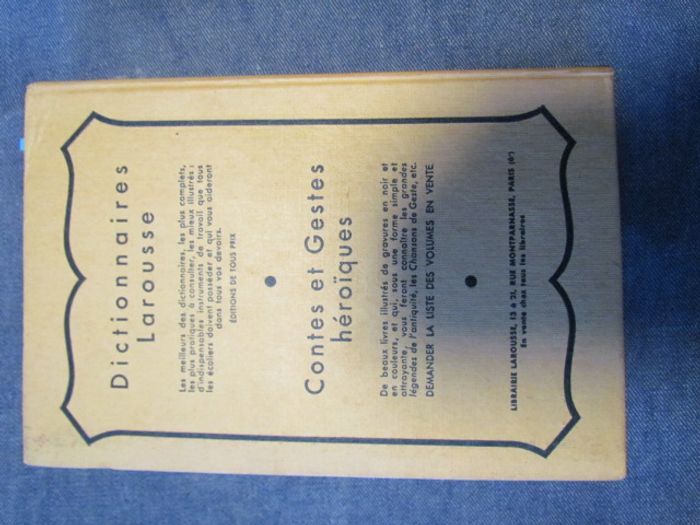 Dictionnaires
Larousse
Les meilleurs des dictionnaires, les plus complets,
les plus pratiques à consulter, les mieux illustrés :
d'indispensables instruments de travail que tous
les écoliers doivent posséder et qui vous aideront
dans tous vos devoirs.
ÉDITIONS DE TOUS PRIX
Contes et Gestes
héroïques
De beaux livres illustrés de gravures en noir et
en couleurs, et qui, sous une forme simple et
attrayante, vous feront connaître les grandes
légendes de l'antiquité, les Chansons de Geste, etc.
DEMANDER LA LISTE DES VOLUMES EN VENTE
LIBRAIRIE LAROUSSE, 13 à 21, RUE MONTPARNASSE, PARIS (6e)
En vente chez tous les libraires